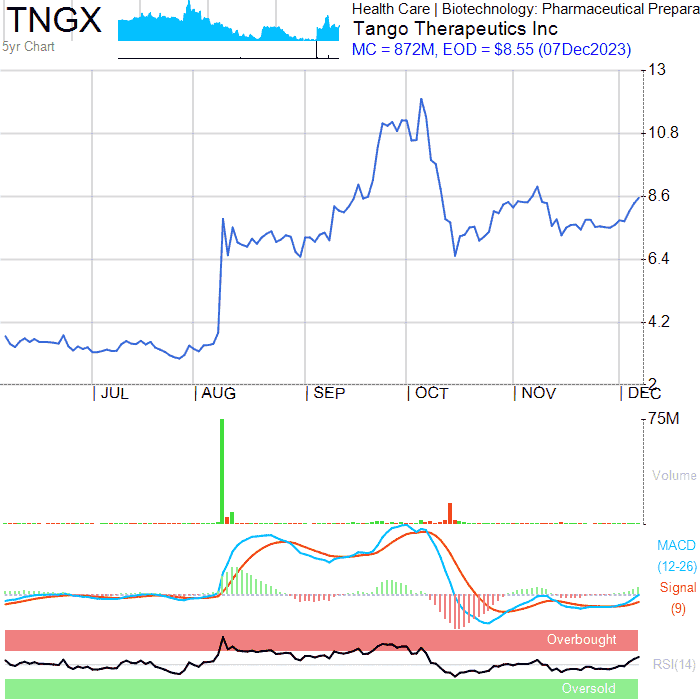 TNGX
5yr Chart
Health Care | Biotechnology: Pharmaceutical Prepara
Tango Therapeutics Inc
MC = 872M, EOD = $8.55 (07Dec2023)
13
10.8
8.6
6.4
4.2
2
JUL AUG SEP OCT NOV DEC
75M
Volume
MACD
(12-26)
Signal
(9)
Overbought
RSI(14)
Oversold